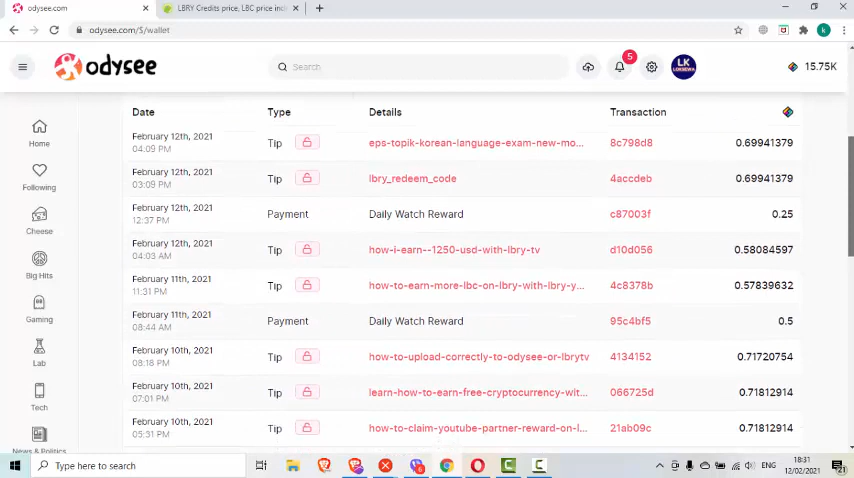 odysee.com
LBRY Credits price, LBC price ind
odysee.com/$/wallet
k
odysee
Search
5
LK
LOKSEWA
15.75K
Date Type Details Transaction
February 12th, 2021
04:09 PM
Tip eps-topik-korean-language-exam-new-mo... 8c798d8 0.69941379
February 12th, 2021
03:09 PM
Tip lbry_redeem_code 4accdeb 0.69941379
February 12th, 2021
12:37 PM
Payment Daily Watch Reward c87003f 0.25
February 12th, 2021
04:03 AM
Tip how-i-earn--1250-usd-with-lbry-tv d10d056 0.58084597
February 11th, 2021
11:31 PM
Tip how-to-earn-more-lbc-on-lbry-with-lbry-y... 4c8378b 0.57839632
February 11th, 2021
08:44 AM
Payment Daily Watch Reward 95c4bf5 0.5
February 10th, 2021
08:18 PM
Tip how-to-upload-correctly-to-odysee-or-lbrytv 4134152 0.71720754
February 10th, 2021
07:01 PM
Tip learn-how-to-earn-free-cryptocurrency-wit... 066725d 0.71812914
February 10th, 2021
05:31 PM
Tip how-to-claim-youtube-partner-reward-on-l... 21ab09c 0.71812914
Home
Following
Cheese
Big Hits
Gaming
Lab
Tech
News & Politics
Type here to search
6
ENG
18:31
12/02/2021
21